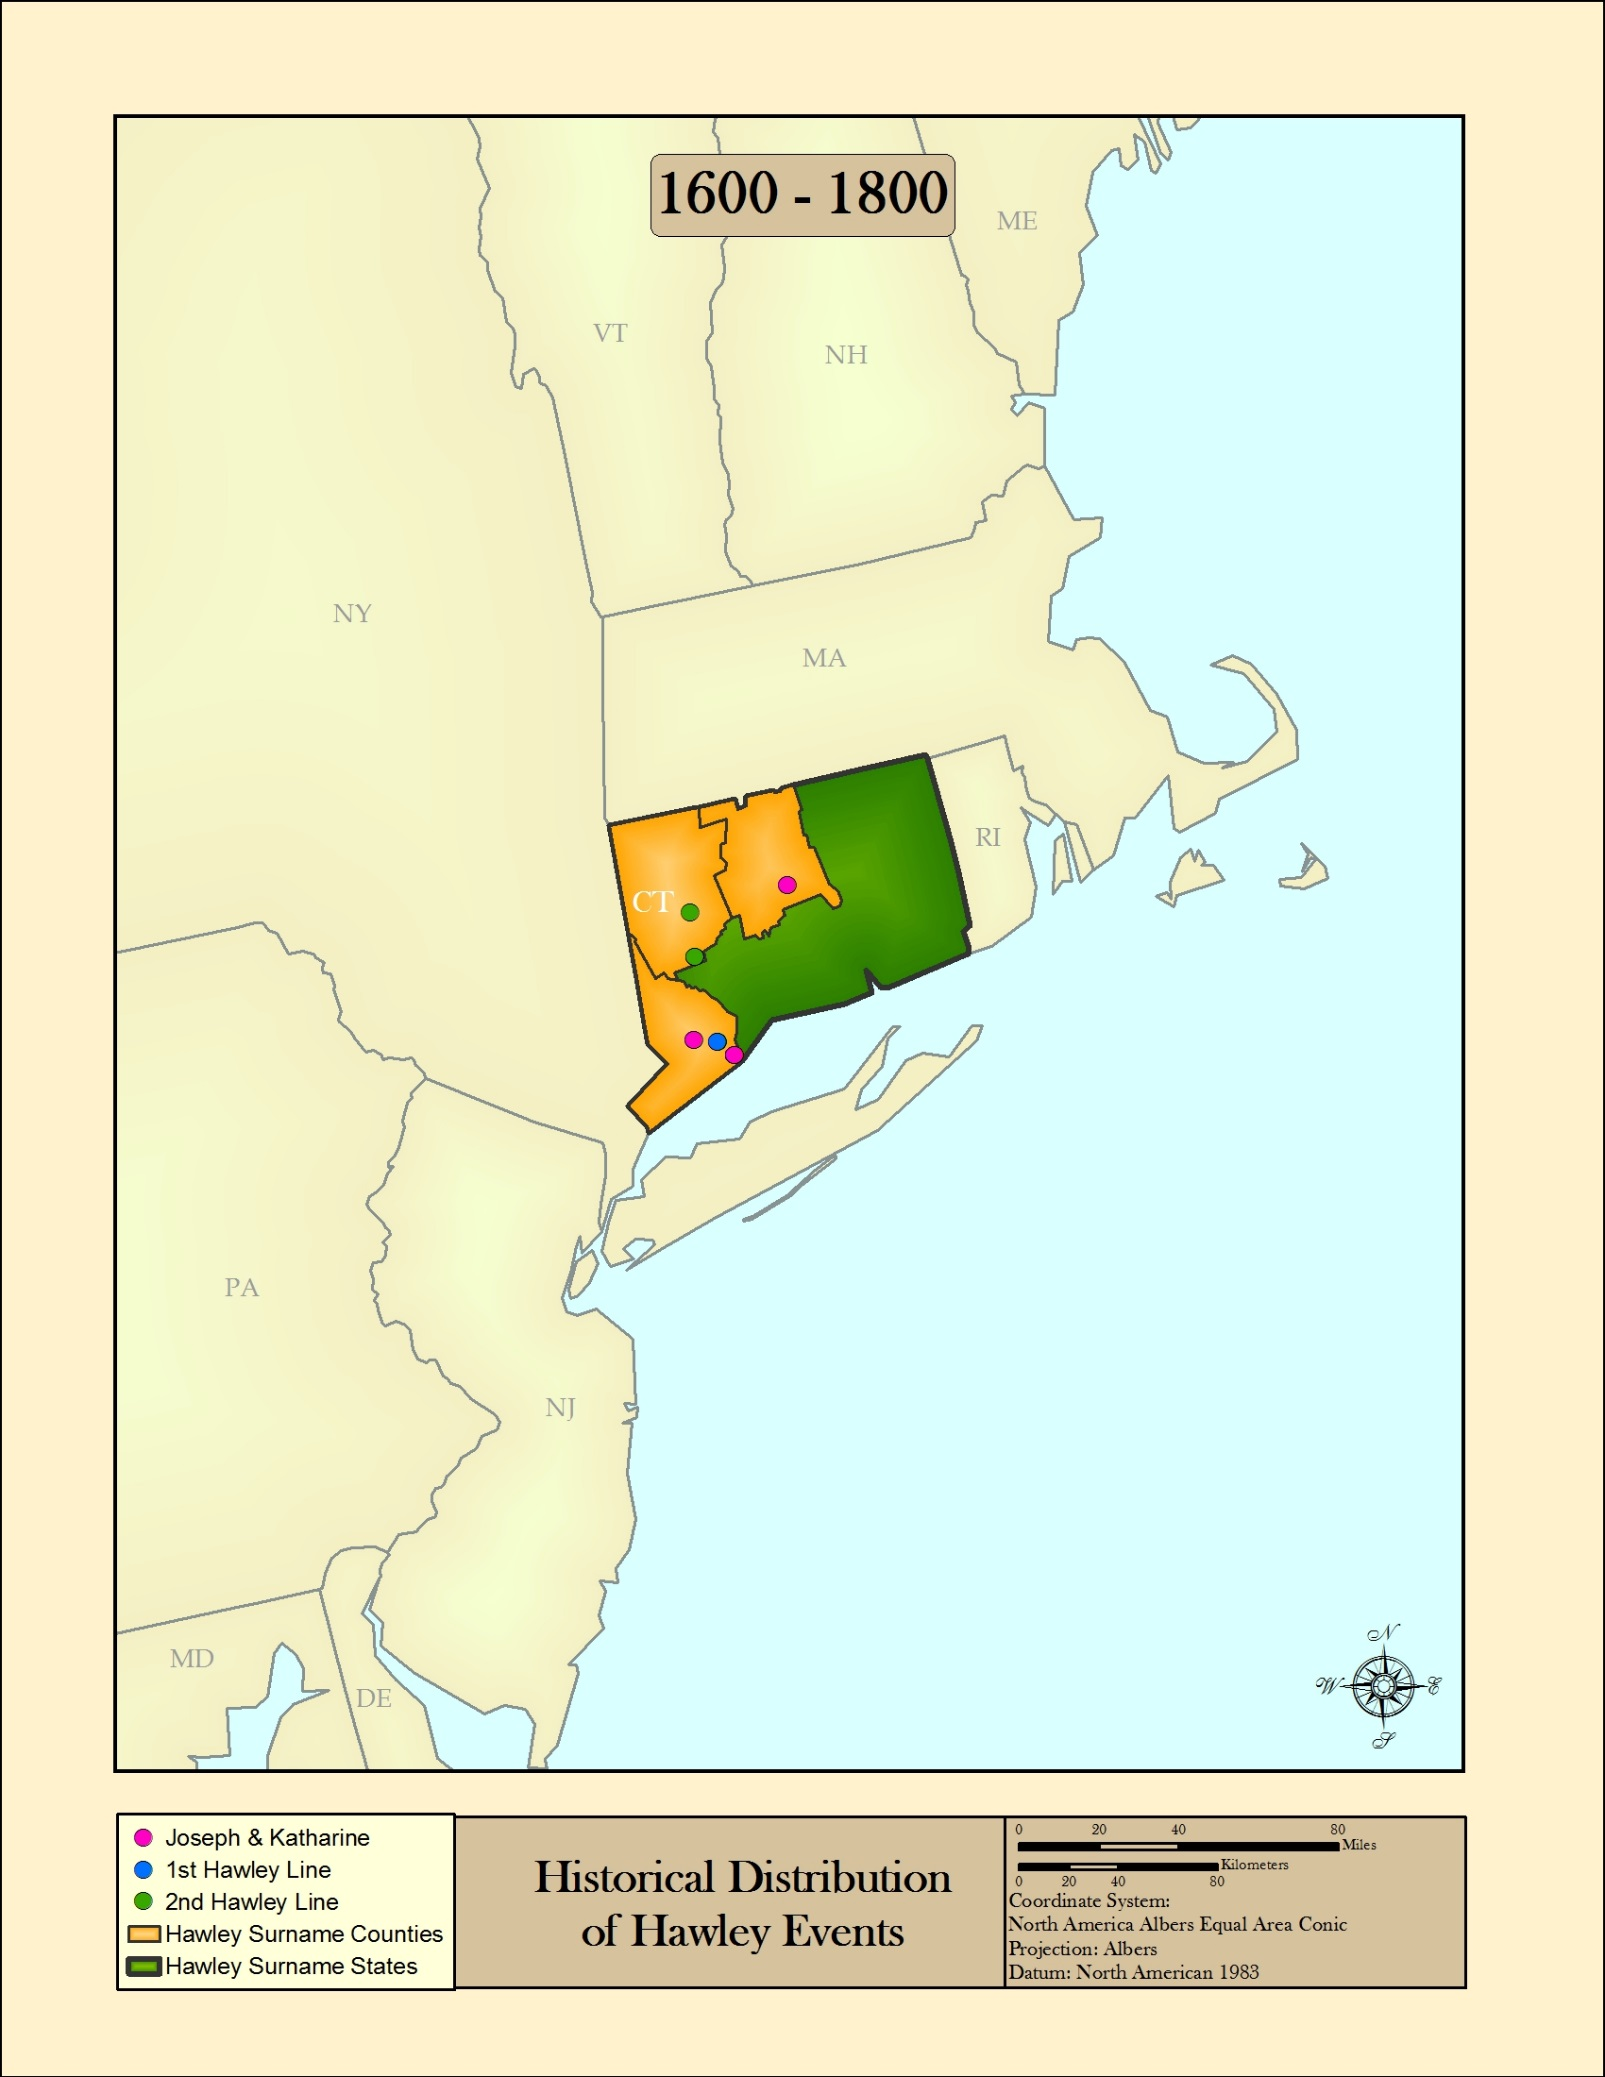 1600 - 1800
ME
VT
NH
NY
MA
RI
CT
PA
NJ
MD
DE
N
W
E
S
Joseph & Katharine
1st Hawley Line
2nd Hawley Line
Hawley Surname Counties
Hawley Surname States
Historical Distribution
of Hawley Events
0 20 40 80
Miles
Kilometers
0 20 40 80
Coordinate System:
North America Albers Equal Area Conic
Projection: Albers
Datum: North American 1983